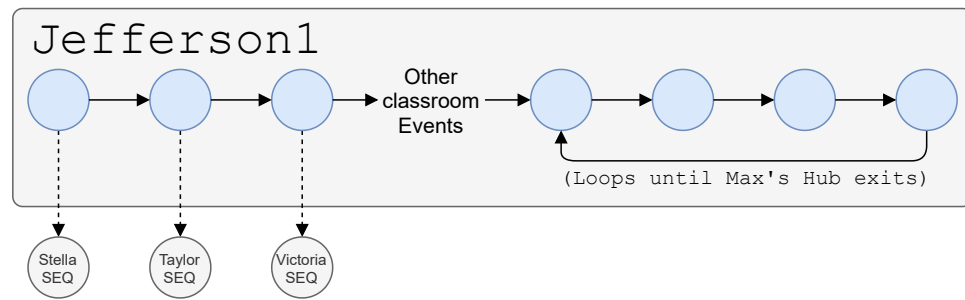 Jefferson1
Other
classroom
Events
(Loops until Max's Hub exits)
Stella
SEQ
Taylor
SEQ
Victoria
SEQ